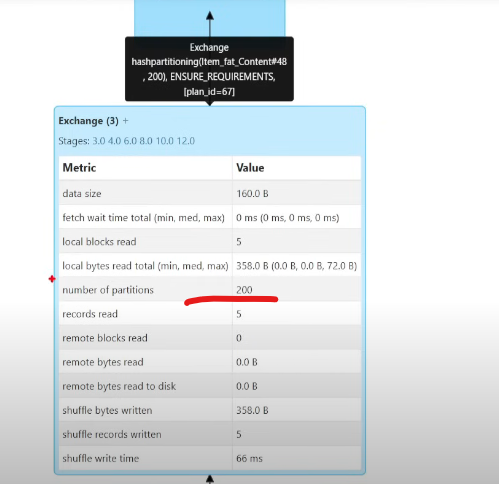 Exchange
hashpartitioning(Item_fat_Content#48
, 200), ENSURE_REQUIREMENTS,
[plan_id=67]
Exchange (3) +
Stages: 3.0 4.0 6.0 8.0 10.0 12.0
Metric Value
data size 160.0 B
fetch wait time total (min, med, max) 0 ms (0 ms, 0 ms, 0 ms)
local blocks read 5
local bytes read total (min, med, max) 358.0 B (0.0 B, 0.0 B, 72.0 B)
number of partitions 200
records read 5
remote blocks read 0
remote bytes read 0.0 B
remote bytes read to disk 0.0 B
shuffle bytes written 358.0 B
shuffle records written 5
shuffle write time 66 ms